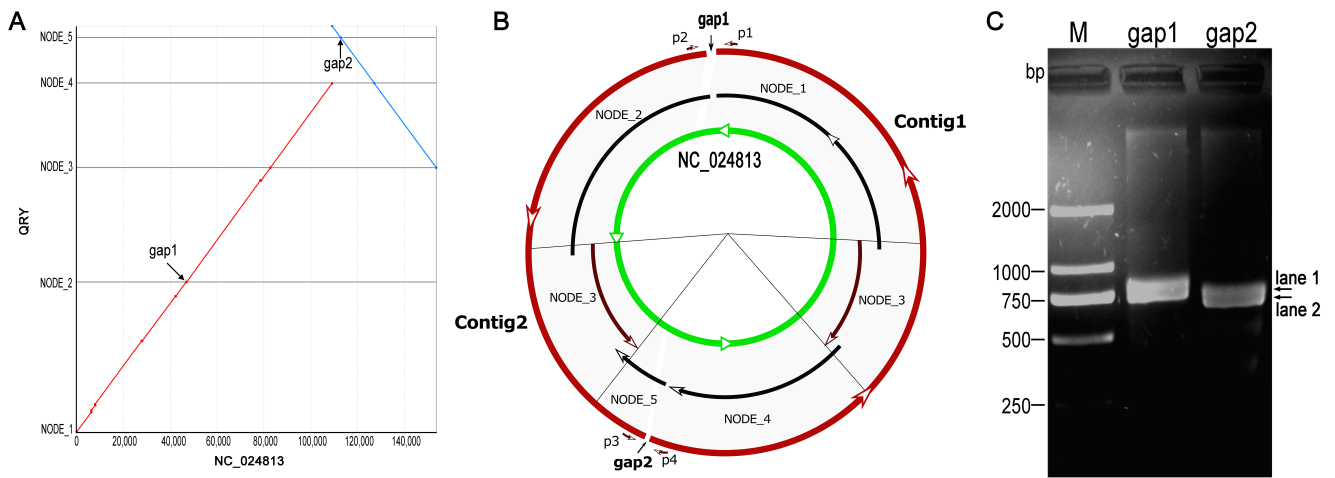 A
NODE_5
gap2
NODE_4
NODE_3
QRY
gap1
NODE_2
NODE_1
0
20,000
40,000
60,000
80,000
100,000
120,000
140,000
NC_024813
B
gap1
p2
p1
NODE_1
NODE_2
Contig1
NC_024813
NODE_3
NODE_3
Contig2
NODE_5
NODE_4
p3
gap2
p4
C
M
gap1
gap2
bp
2000
1000
lane 1
750
lane 2
500
250